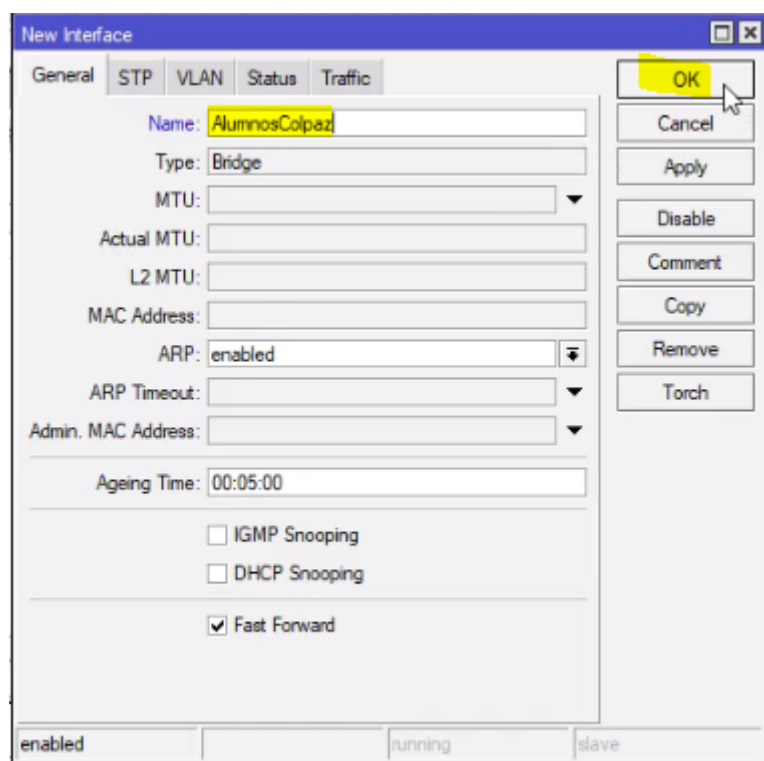 New Interface
General STP VLAN Status Traffic
OK
Name: AlumnosColpaz
Cancel
Type: Bridge
Apply
MTU:
Disable
Actual MTU:
Comment
L2 MTU:
Copy
MAC Address:
Remove
ARP: enabled
Torch
ARP Timeout:
Admin. MAC Address:
Ageing Time: 00:05:00
IGMP Snooping
DHCP Snooping
Fast Forward
enabled running slave